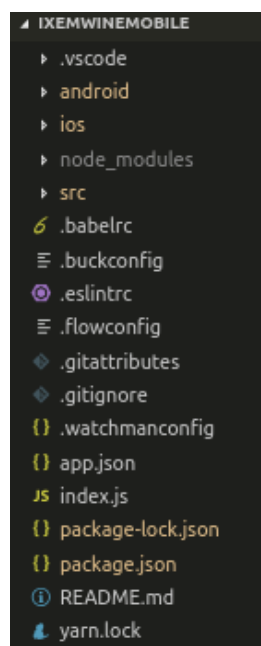 IXEMWINEMOBILE
.vscode
android
ios
node_modules
src
.babelrc
.buckconfig
.eslintrc
.flowconfig
.gitattributes
.gitignore
{} .watchmanconfig
{} app.json
JS index.js
{} package-lock.json
{} package.json
README.md
yarn.lock